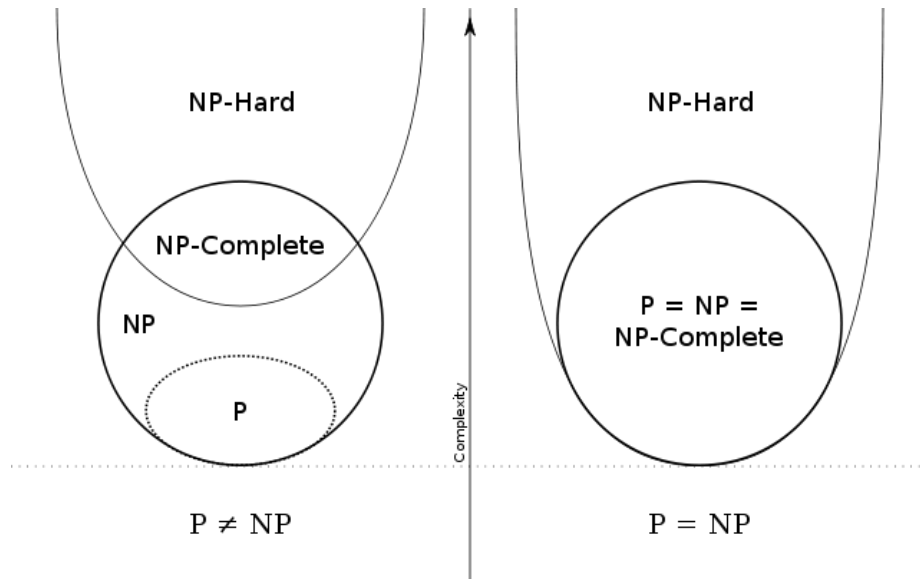 NP-Hard
NP-Complete
NP
P
P ≠ NP
Complexity
NP-Hard
P = NP =
NP-Complete
P = NP